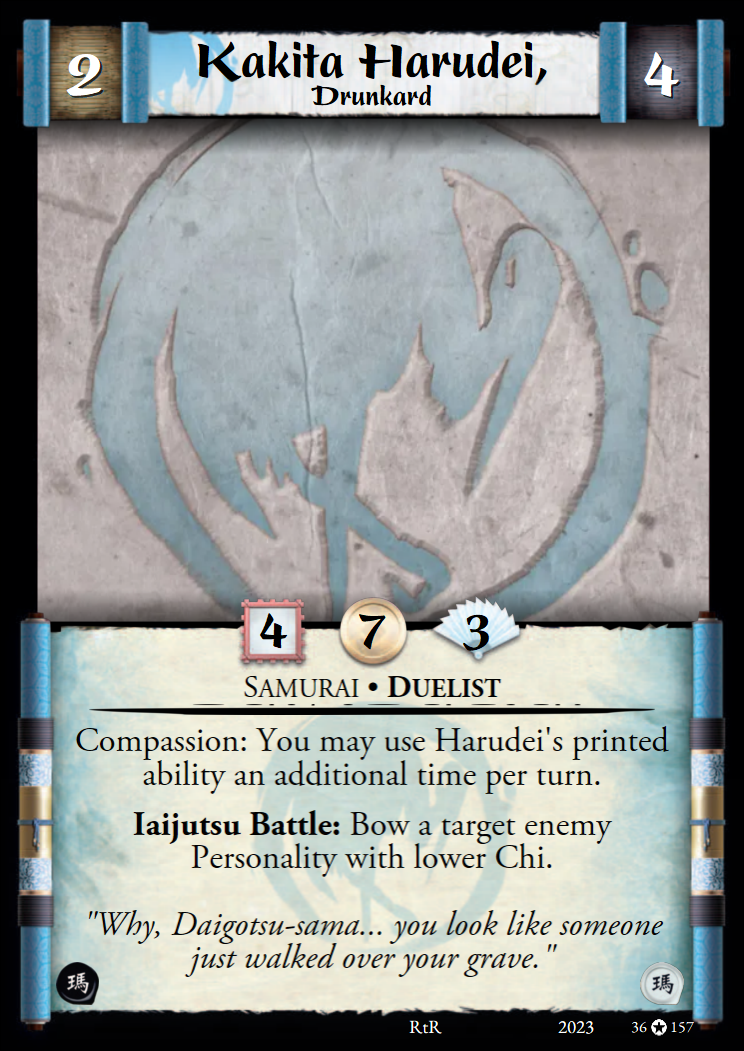 2
Kakita Harudei,
Drunkard
4
4
7
3
Samurai • Duelist
Compassion: You may use Harudei's printed
ability an additional time per turn.
Iaijutsu Battle: Bow a target enemy
Personality with lower Chi.
"Why, Daigotsu-sama... you look like someone
just walked over your grave."
瑪
瑪
RtR
2023
36 ✪ 157